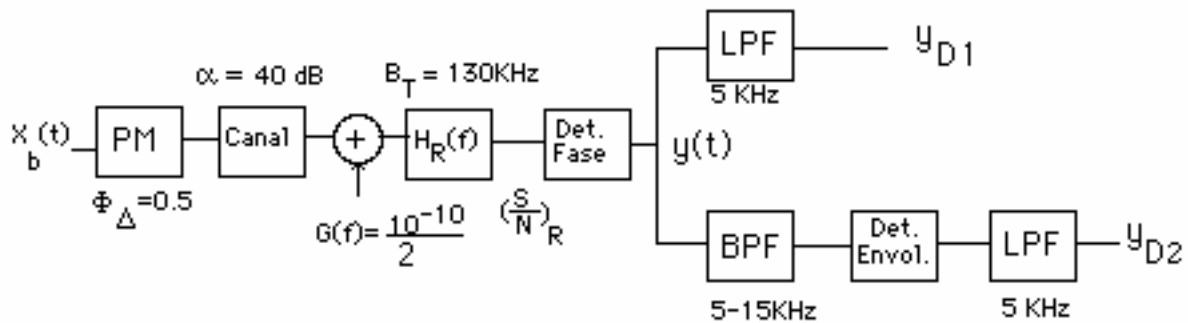 LPF
y_D1
α = 40 dB
B_T = 130KHz
5 KHz
x_b(t)
PM
Canal
+
H_R(f)
Det.
Fase
y(t)
Φ_Δ=0.5
G(f)=10^-10/2
(S/N)_R
BPF
Det.
Envol.
LPF
y_D2
5-15KHz
5 KHz